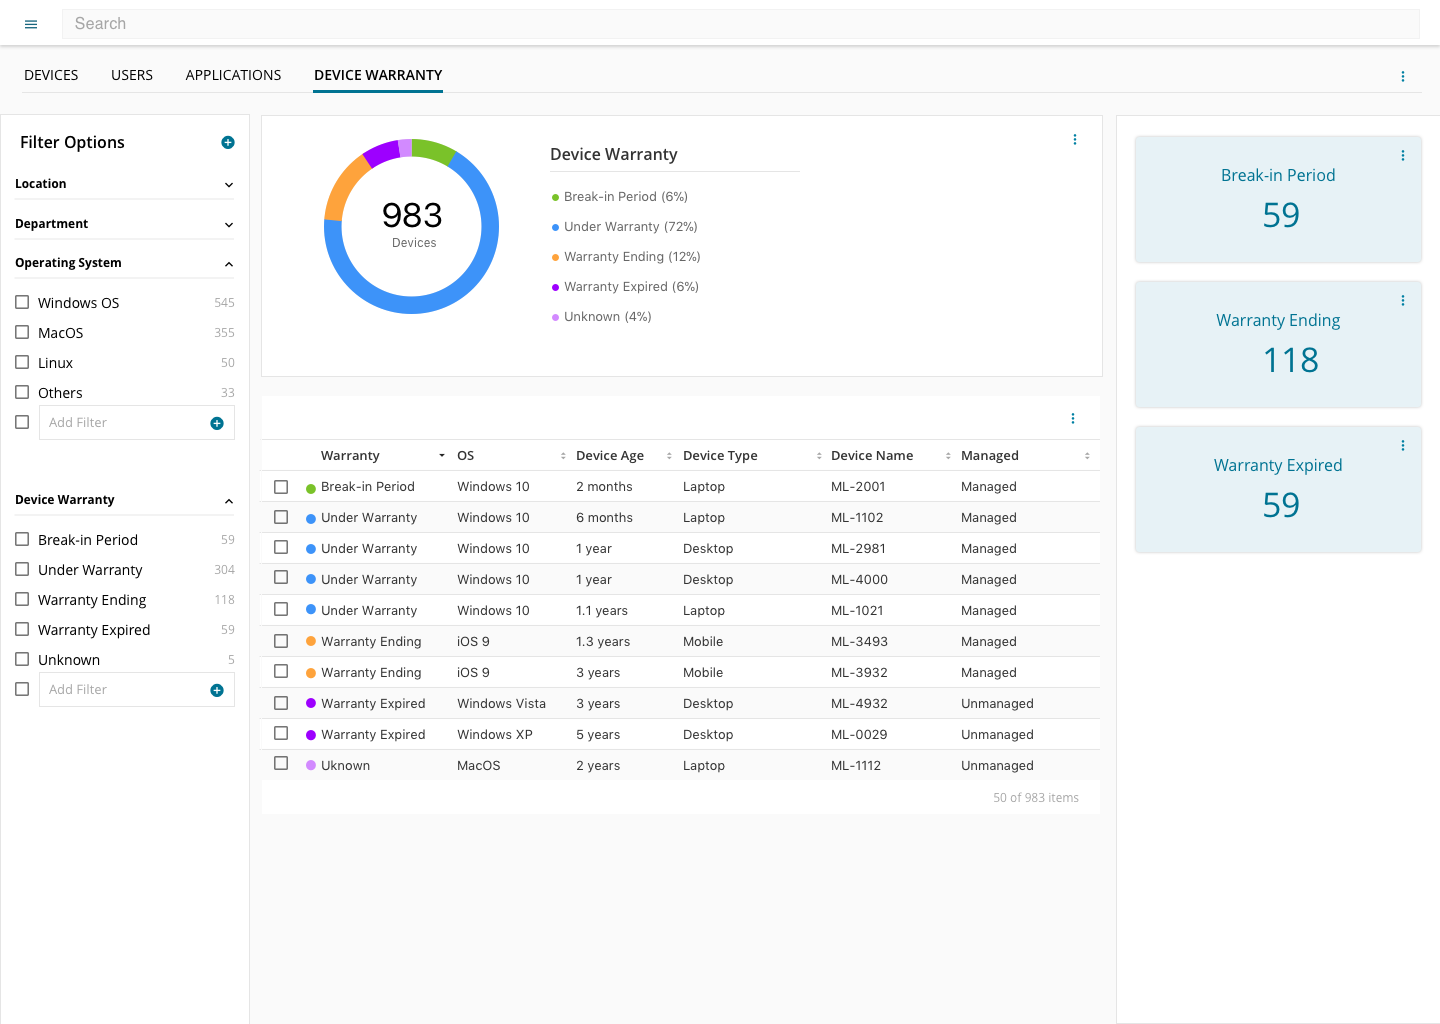 Search
DEVICES USERS APPLICATIONS DEVICE WARRANTY
Filter Options
Location
Department
Operating System
Windows OS 545
MacOS 355
Linux 50
Others 33
Add Filter
Device Warranty
Break-in Period 59
Under Warranty 304
Warranty Ending 118
Warranty Expired 59
Unknown 5
Add Filter
983
Devices
Device Warranty
Break-in Period (6%)
Under Warranty (72%)
Warranty Ending (12%)
Warranty Expired (6%)
Unknown (4%)
Warranty OS Device Age Device Type Device Name Managed
Break-in Period Windows 10 2 months Laptop ML-2001 Managed
Under Warranty Windows 10 6 months Laptop ML-1102 Managed
Under Warranty Windows 10 1 year Desktop ML-2981 Managed
Under Warranty Windows 10 1 year Desktop ML-4000 Managed
Under Warranty Windows 10 1.1 years Laptop ML-1021 Managed
Warranty Ending iOS 9 1.3 years Mobile ML-3493 Managed
Warranty Ending iOS 9 3 years Mobile ML-3932 Managed
Warranty Expired Windows Vista 3 years Desktop ML-4932 Unmanaged
Warranty Expired Windows XP 5 years Desktop ML-0029 Unmanaged
Uknown MacOS 2 years Laptop ML-1112 Unmanaged
50 of 983 items
Break-in Period
59
Warranty Ending
118
Warranty Expired
59